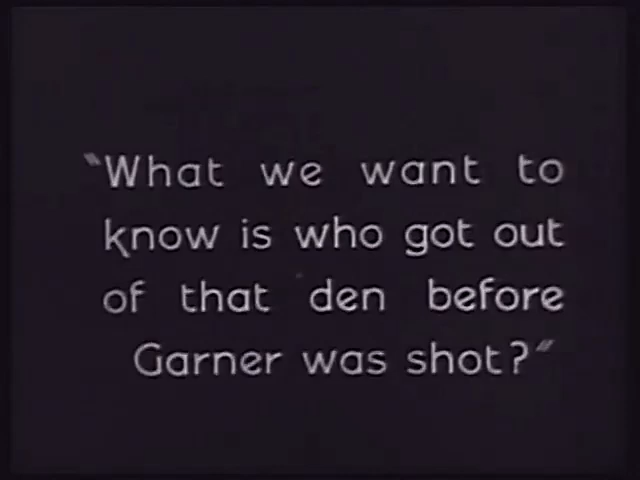 "What we want to
know is who got out
of that den before
Garner was shot?"